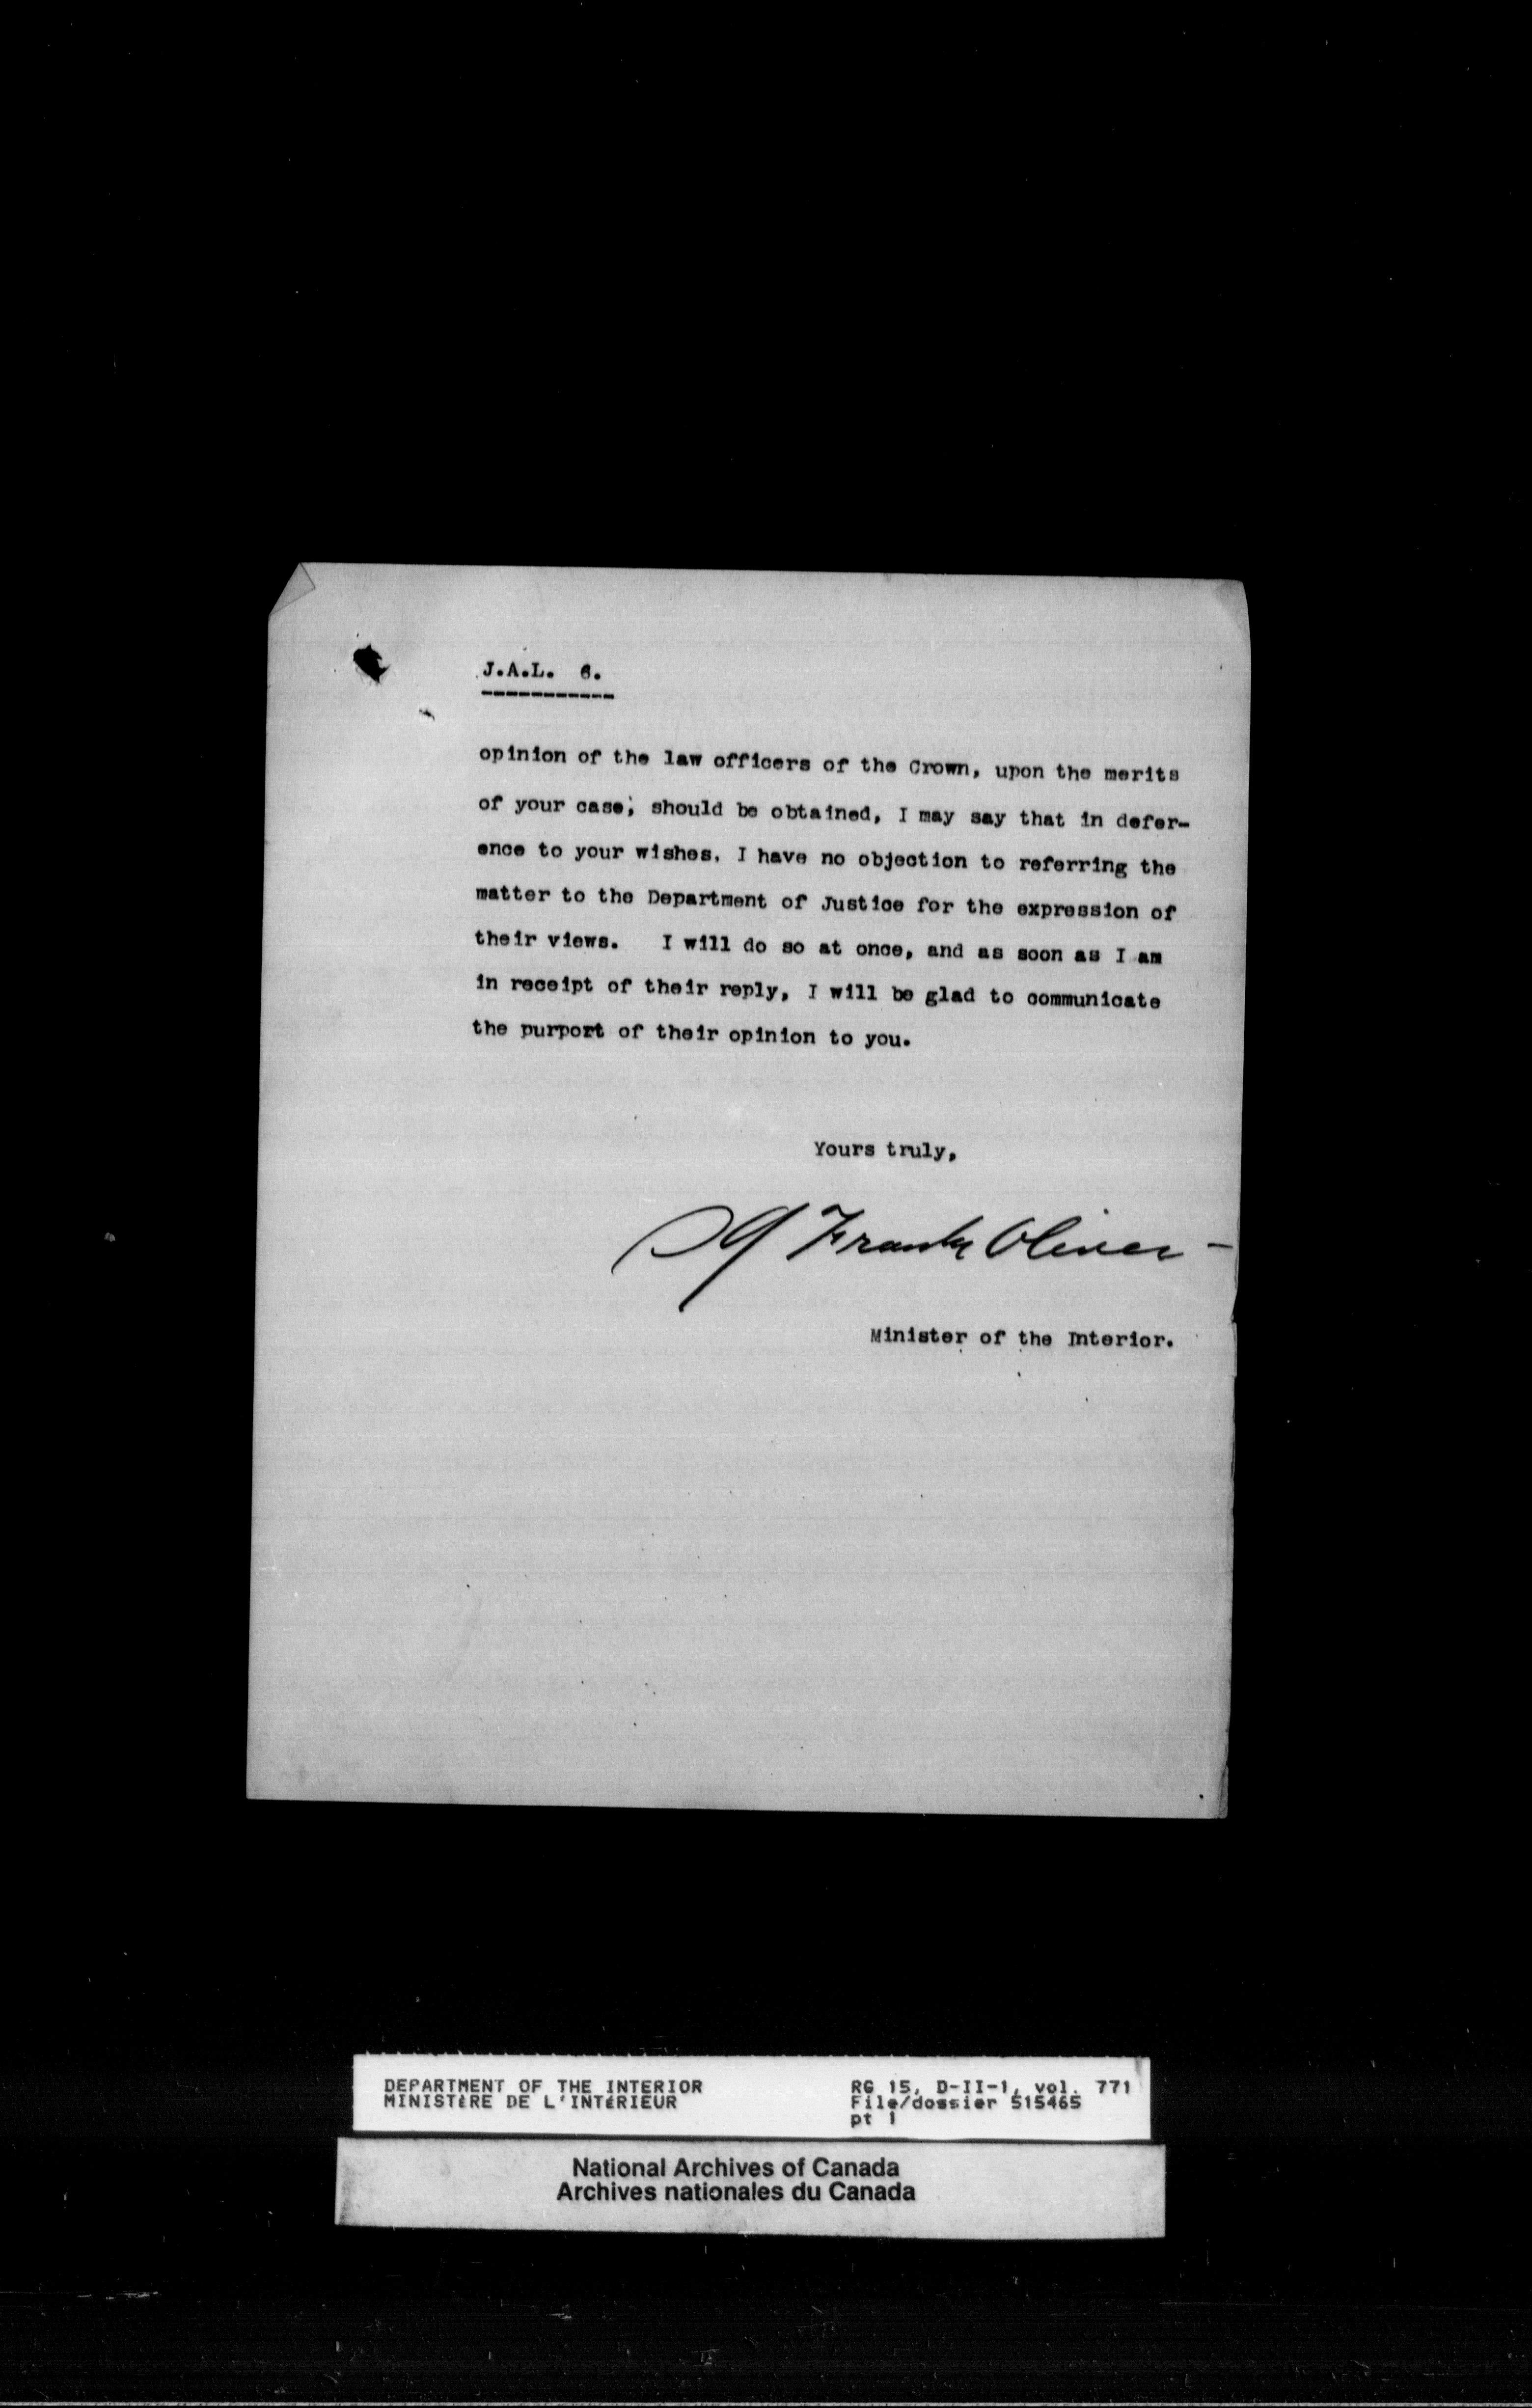 J.A.L. 6.
opinion of the law officers of the Crown, upon the merits
of your case, should be obtained, I may say that in defer-
ence to your wishes, I have no objection to referring the
matter to the Department of Justice for the expression of
their views. I will do so at once, and as soon as I am
in receipt of their reply, I will be glad to communicate
the purport of their opinion to you.
Yours truly,
Frank Oliver -
Minister of the Interior.
DEPARTMENT OF THE INTERIOR RG 15, D-II-1, vol. 771
MINISTÈRE DE L'INTÉRIEUR File/dossier 515465
pt 1
National Archives of Canada
Archives nationales du Canada